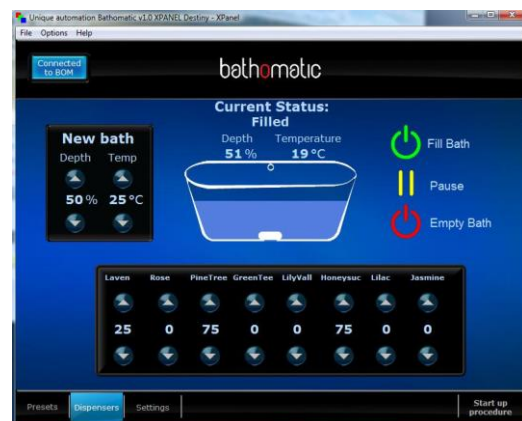 Unique automation Bathomatic v1.0 XPANEL Destiny - XPanel
File Options Help
Connected to BOM
bathomatic
Current Status:
Filled
Depth Temperature
51% 19°C
New bath
Depth Temp
50% 25°C
Fill Bath
Pause
Empty Bath
Laven Rose PineTree GreenTee LilyVall Honeysuc Lilac Jasmine
25 0 75 0 0 75 0 0
Presets Dispensers Settings
Start up
procedure